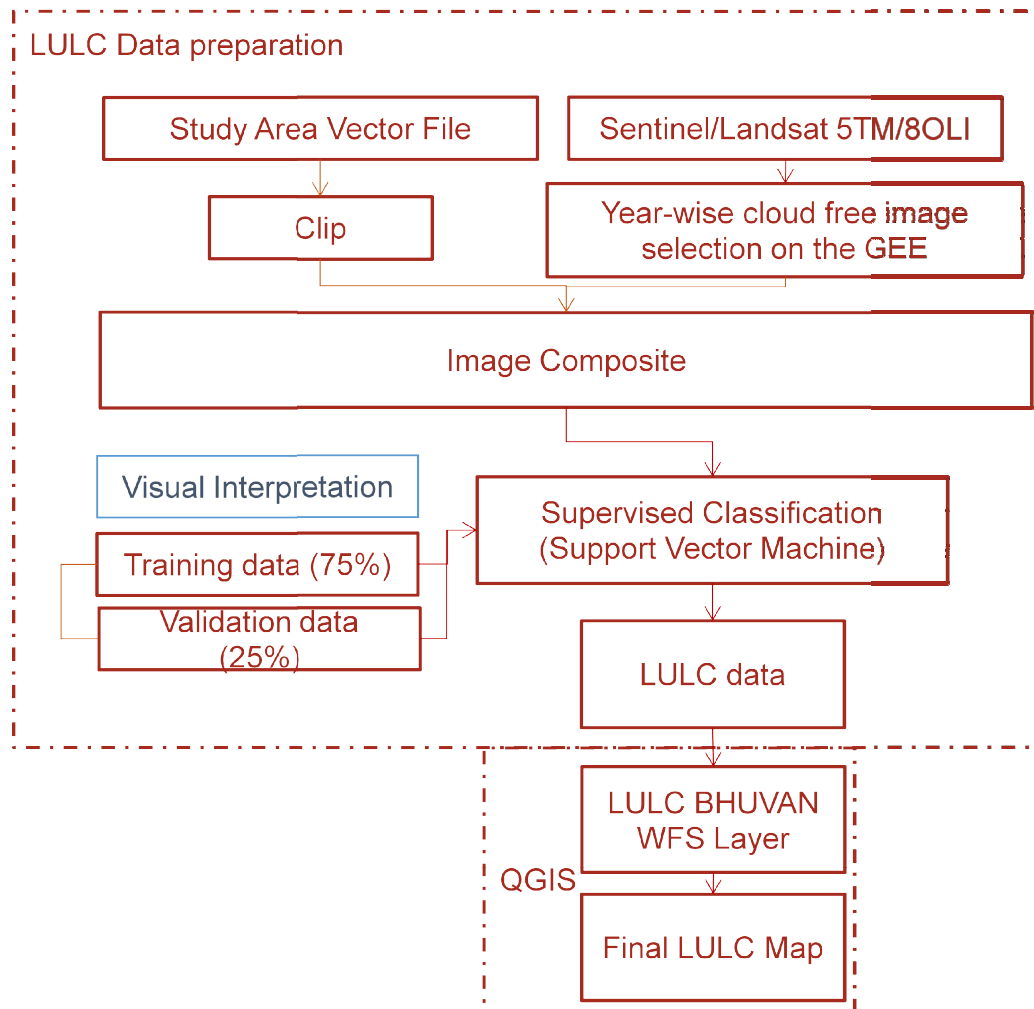 LULC Data preparation
Study Area Vector File
Sentinel/Landsat 5TM/8OLI
Clip
Year-wise cloud free image
selection on the GEE
Image Composite
Visual Interpretation
Training data (75%)
Validation data
(25%)
Supervised Classification
(Support Vector Machine)
LULC data
LULC BHUVAN
WFS Layer
QGIS
Final LULC Map